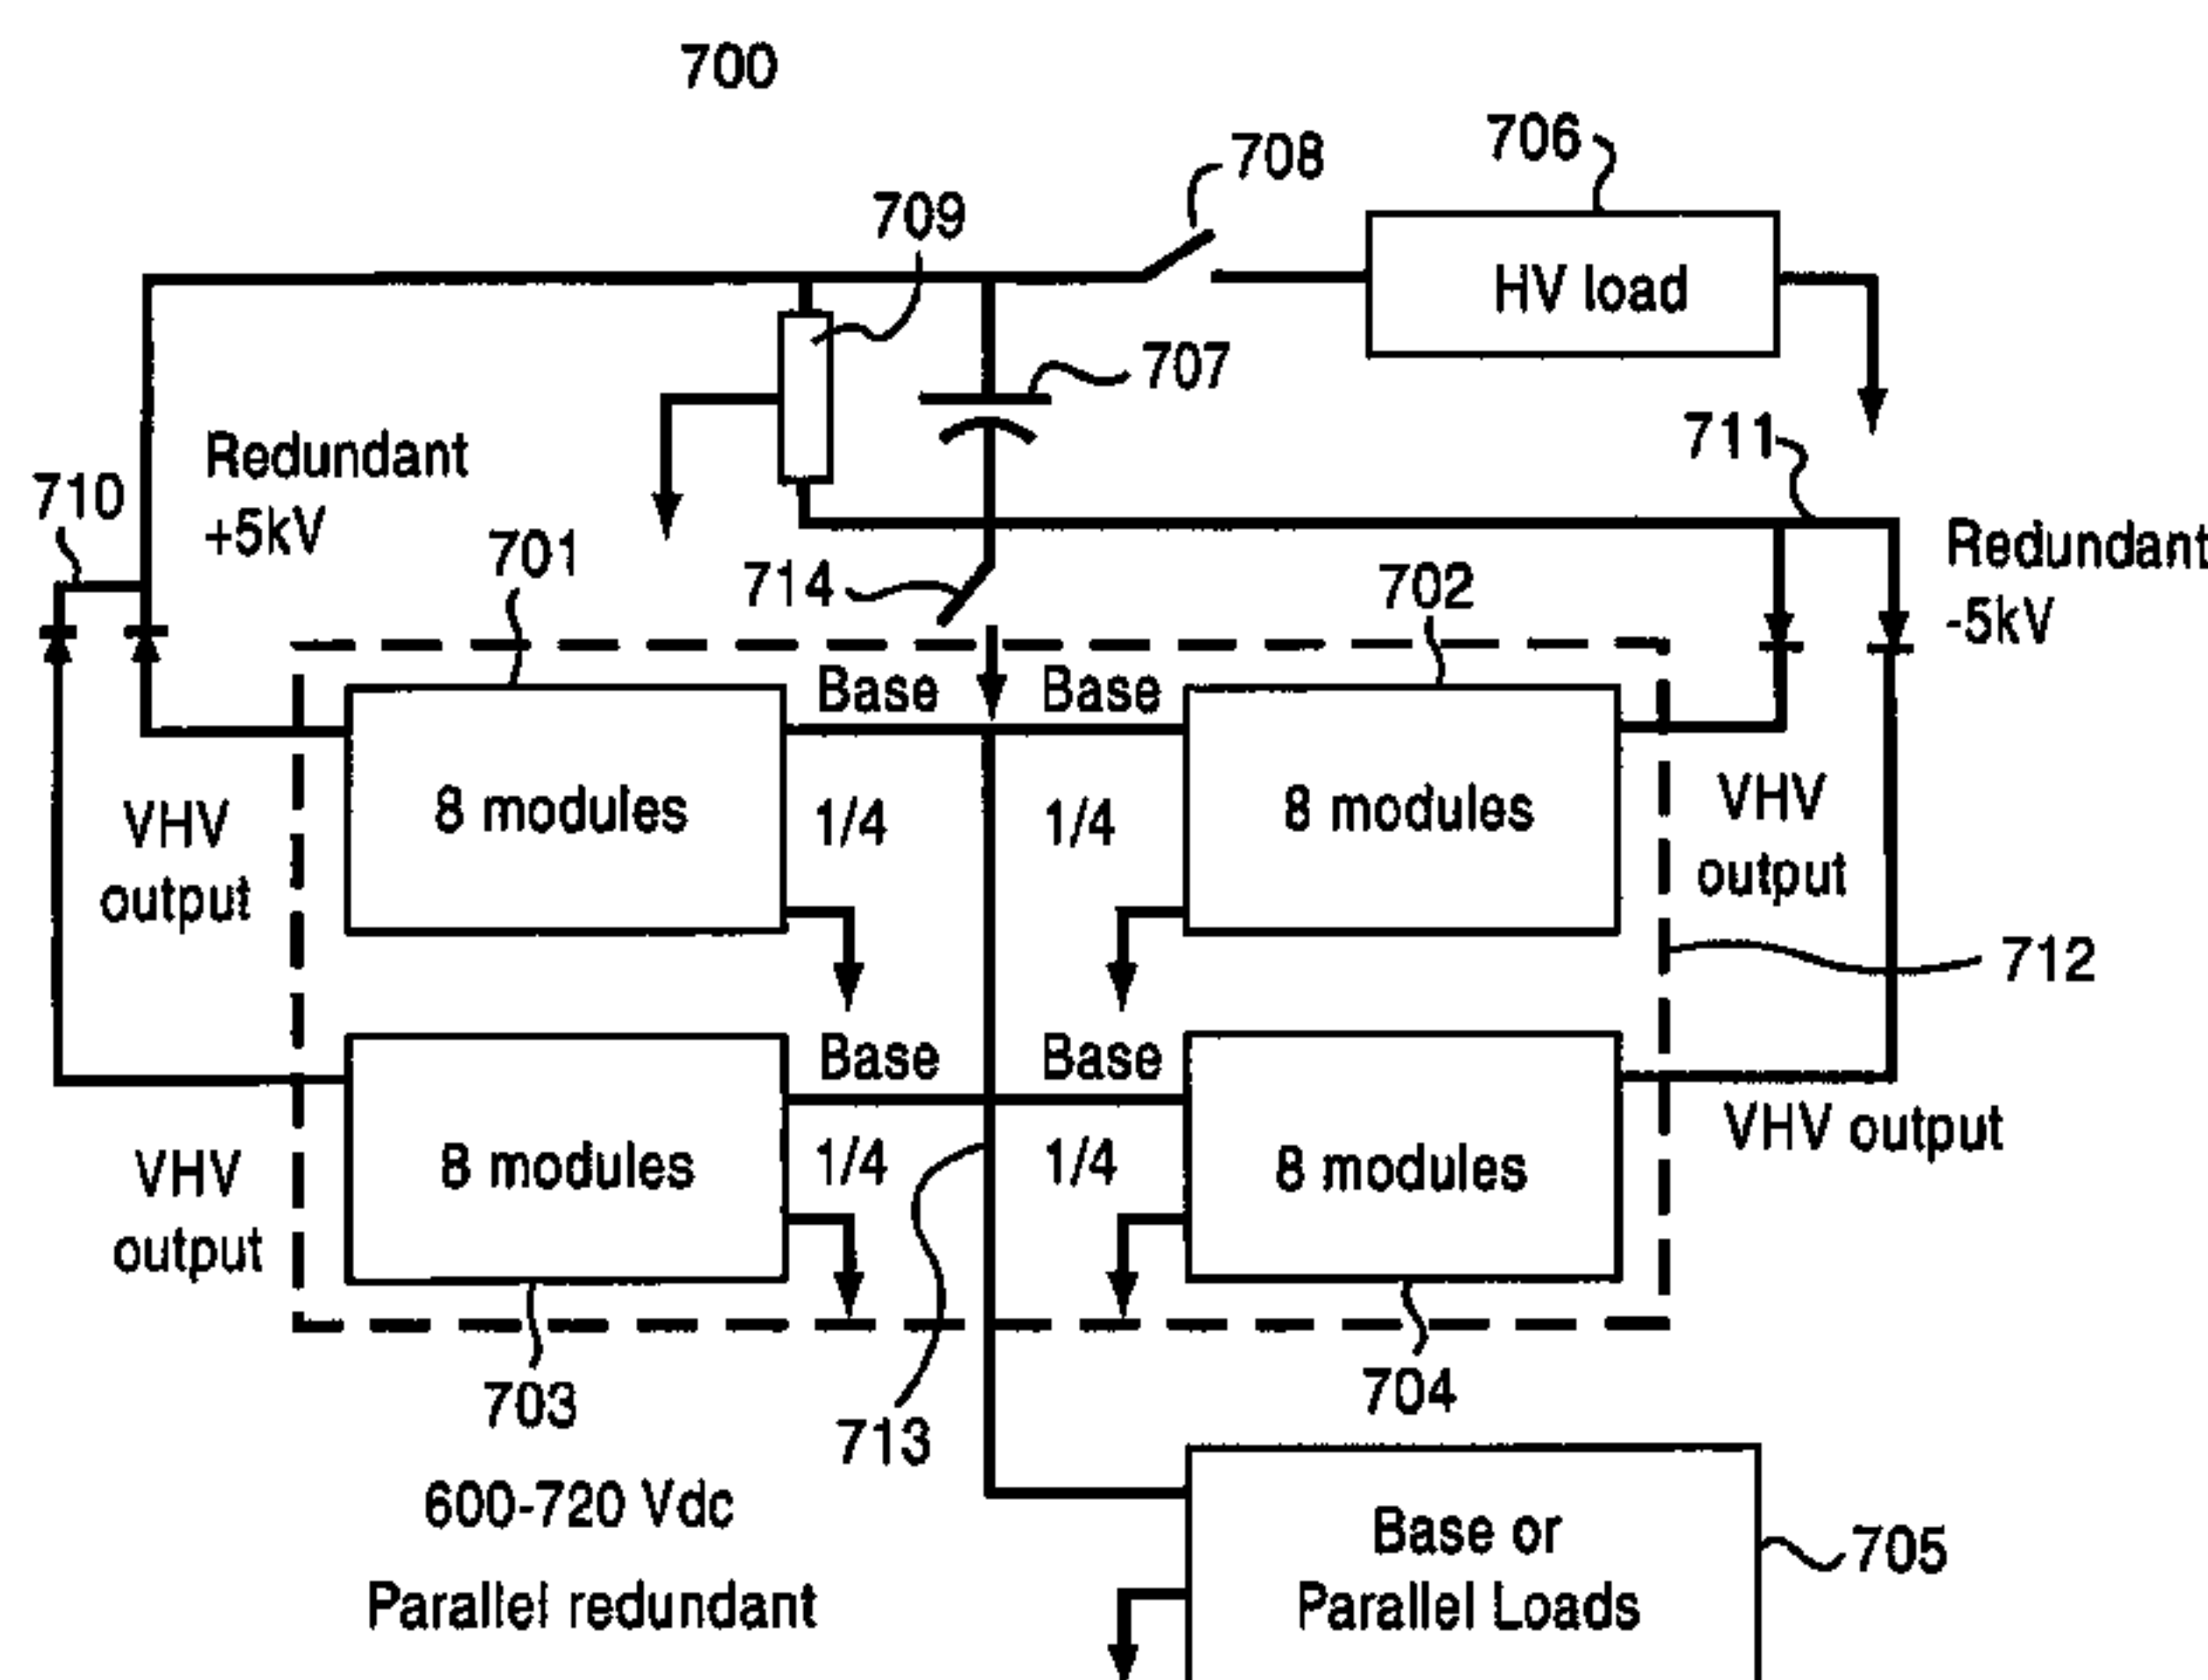 700
708
706
709
HV load
707
711
Redundant
+5kV
710
Redundant
-5kV
701
714
702
Base
Base
8 modules
1/4
1/4
8 modules
VHV
output
VHV
output
712
Base
Base
8 modules
1/4
1/4
8 modules
VHV output
VHV
output
703
704
713
600-720 Vdc
Parallel redundant
Base or
Parallel Loads
705